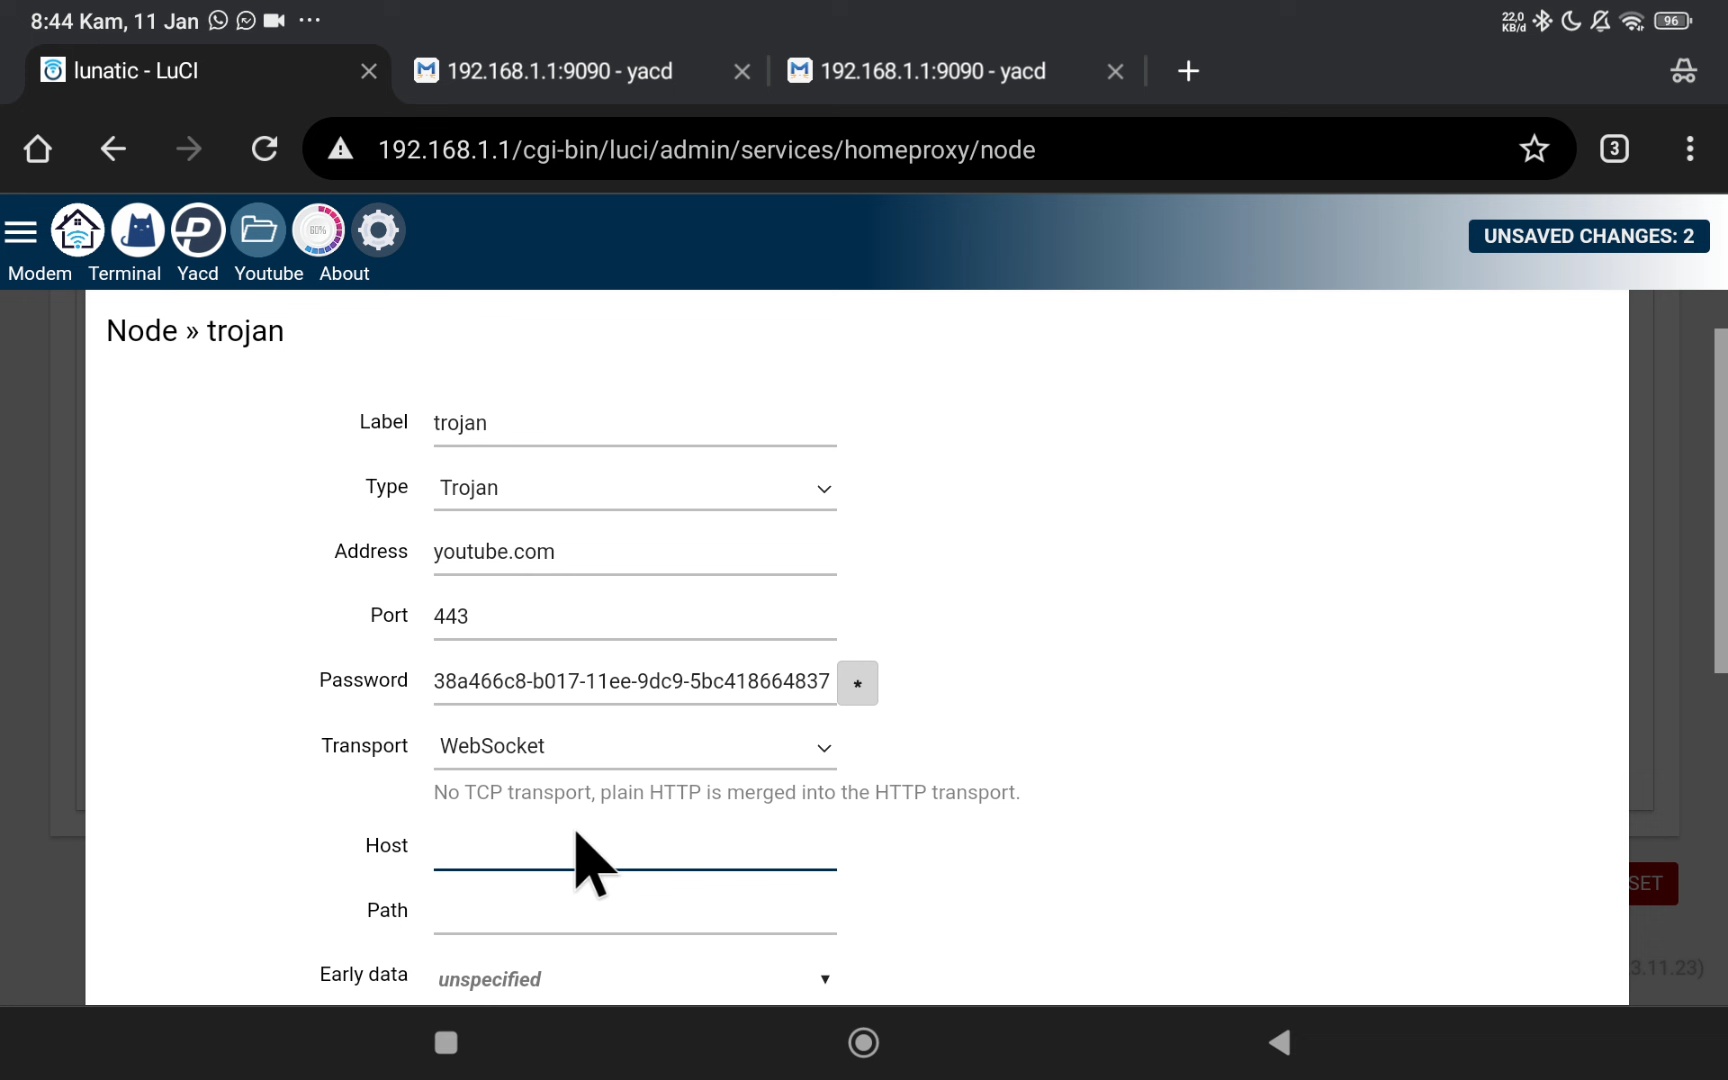 8:44 Kam, 11 Jan
22,0 KB/d
96
lunatic - LuCI
192.168.1.1:9090 - yacd
192.168.1.1:9090 - yacd
192.168.1.1/cgi-bin/luci/admin/services/homeproxy/node
3
60%
UNSAVED CHANGES: 2
Modem Terminal Yacd Youtube About
Node » trojan
Label trojan
Type Trojan
Address youtube.com
Port 443
Password 38a466c8-b017-11ee-9dc9-5bc418664837 *
Transport WebSocket
No TCP transport, plain HTTP is merged into the HTTP transport.
Host
SET
Path
3.11.23)
Early data unspecified